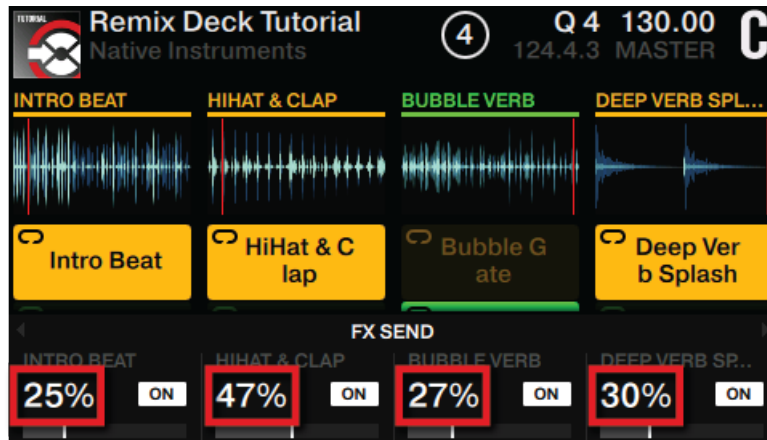 TUTORIAL
Remix Deck Tutorial
Native Instruments
4
Q 4 130.00
124.4.3 MASTER
C
INTRO BEAT HIHAT & CLAP BUBBLE VERB DEEP VERB SPL...
Intro Beat
HiHat & C
lap
Bubble G
ate
Deep Ver
b Splash
FX SEND
INTRO BEAT HIHAT & CLAP BUBBLE VERB DEEP VERB SP...
25% ON 47% ON 27% ON 30% ON